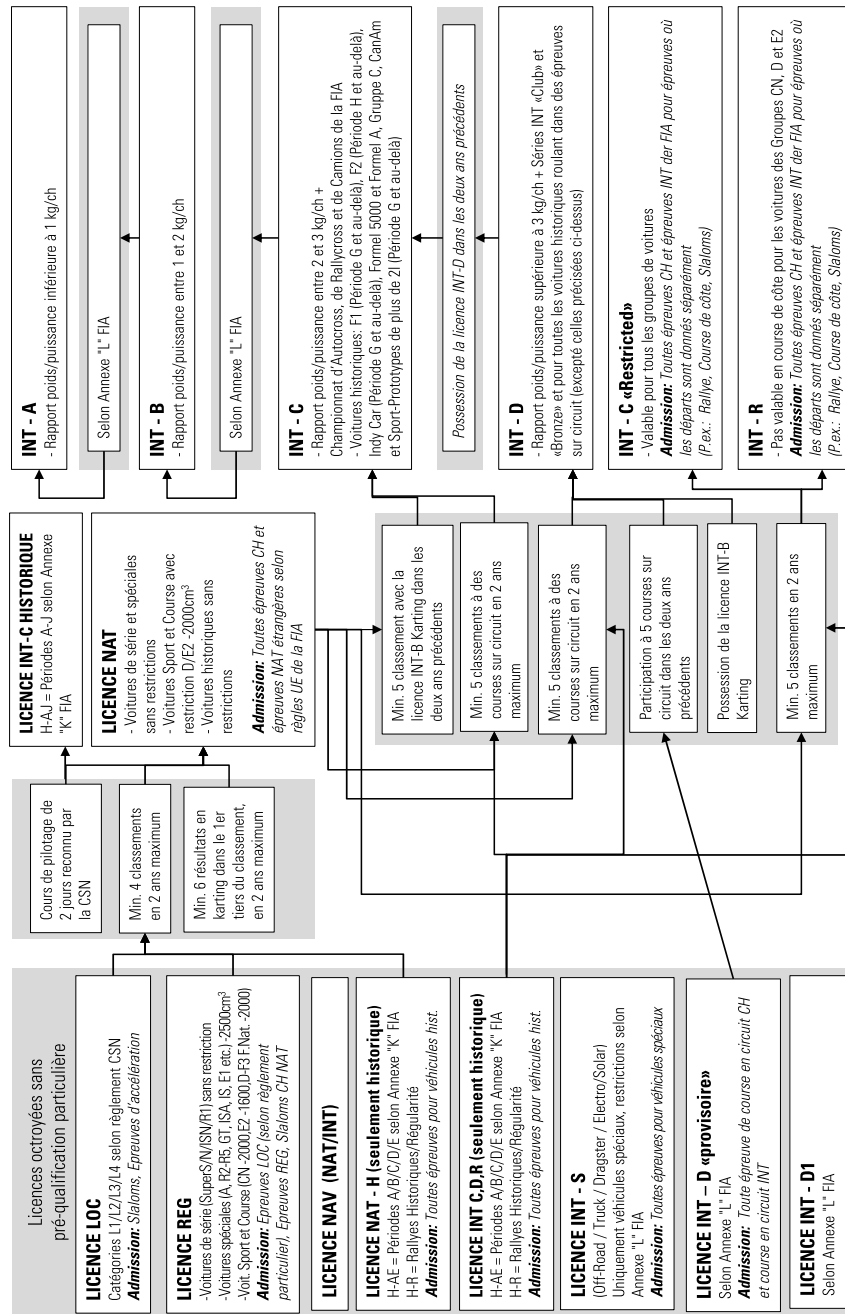 Licences octroyées sans
pré-qualification particulière
LICENCE LOC
Catégories L1/L2/L3/L4 selon règlement CSN
Admission: Slaloms, Epreuves d'accélération
LICENCE REG
-Voitures de série (SuperS/N/ISN/R1) sans restriction
-Voitures spéciales (A, R2-R5, GT, ISA, IS, E1 etc.) -2500cm³
-Voit. Sport et Course (CN -2000,E2 -1600,D-F3 F.Nat. -2000)
Admission: Epreuves LOC (selon règlement
particulier), Epreuves REG, Slaloms CH NAT
LICENCE NAV (NAT/INT)
LICENCE NAT - H (seulement historique)
H-AE = Périodes A/B/C/D/E selon Annexe "K" FIA
H-R = Rallyes Historiques/Régularité
Admission: Toutes épreuves pour véhicules hist.
LICENCE INT C,D,R (seulement historique)
H-AE = Périodes A/B/C/D/E selon Annexe "K" FIA
H-R = Rallyes Historiques/Régularité
Admission: Toutes épreuves pour véhicules hist.
LICENCE INT - S
(Off-Road / Truck / Dragster / Electro/Solar)
Uniquement véhicules spéciaux, restrictions selon
Annexe "L" FIA
Admission: Toutes épreuves pour véhicules spéciaux
LICENCE INT – D «provisoire»
Selon Annexe "L" FIA
Admission: Toute épreuve de course en circuit CH
et course en circuit INT
LICENCE INT - D1
Selon Annexe "L" FIA
Cours de pilotage de
2 jours reconnu par
la CSN
Min. 4 classements
en 2 ans maximum
Min. 6 résultats en
karting dans le 1er
tiers du classement,
en 2 ans maximum
LICENCE INT-C HISTORIQUE
H-AJ = Périodes A-J selon Annexe
"K" FIA
LICENCE NAT
- Voitures de série et spéciales
sans restrictions
- Voitures Sport et Course avec
restriction D/E2 -2000cm³
- Voitures historiques sans
restrictions
Admission: Toutes épreuves CH et
épreuves NAT étrangères selon
règles UE de la FIA
Min. 5 classement avec la
licence INT-B Karting dans les
deux ans précédents
Min. 5 classements à des
courses sur circuit en 2 ans
maximum
Min. 5 classements à des
courses sur circuit en 2 ans
maximum
Participation à 5 courses sur
circuit dans les deux ans
précédents
Possession de la licence INT-B
Karting
Min. 5 classements en 2 ans
maximum
INT - A
- Rapport poids/puissance inférieure à 1 kg/ch
Selon Annexe "L" FIA
INT - B
- Rapport poids/puissance entre 1 et 2 kg/ch
Selon Annexe "L" FIA
INT - C
- Rapport poids/puissance entre 2 et 3 kg/ch +
Championnat d'Autocross, de Rallycross et de Camions de la FIA
- Voitures historiques: F1 (Période G et au-delà), F2 (Période H et au-delà),
Indy Car (Période G et au-delà), Formel 5000 et Formel A, Gruppe C, CanAm
et Sport-Prototypes de plus de 2l (Période G et au-delà)
Possession de la licence INT-D dans les deux ans précédents
INT - D
- Rapport poids/puissance supérieure à 3 kg/ch + Séries INT «Club» et
«Bronze» et pour toutes les voitures historiques roulant dans des épreuves
sur circuit (excepté celles précisées ci-dessus)
INT - C «Restricted»
- Valable pour tous les groupes de voitures
Admission: Toutes épreuves CH et épreuves INT der FIA pour épreuves où
les départs sont donnés séparément
(P.ex.: Rallye, Course de côte, Slaloms)
INT - R
- Pas valable en course de côte pour les voitures des Groupes CN, D et E2
Admission: Toutes épreuves CH et épreuves INT der FIA pour épreuves où
les départs sont donnés séparément
(P.ex.: Rallye, Course de côte, Slaloms)